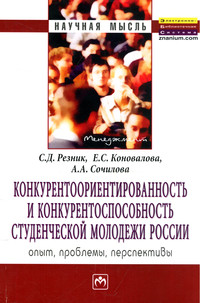 НАУЧНАЯ МЫСЛЬ
Электронно-
Библиотечная
Система
znanium.com
Менеджмент
С.Д. Резник, Е.С. Коновалова,
А.А. Сочилова
КОНКУРЕНТООРИЕНТИРОВАННОСТЬ
И КОНКУРЕНТОСПОСОБНОСТЬ
СТУДЕНЧЕСКОЙ МОЛОДЕЖИ РОССИИ
опыт, проблемы, перспективы